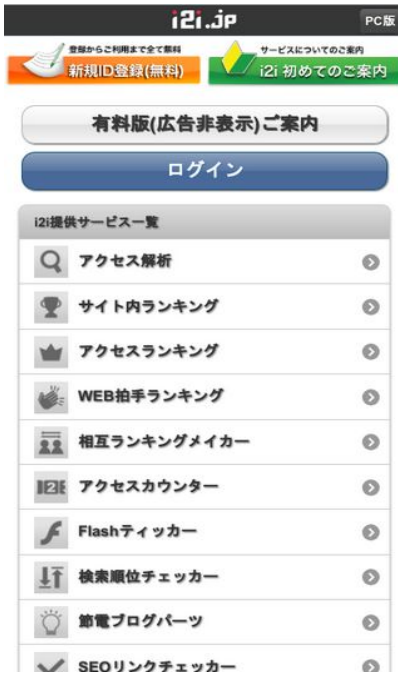 i2i.jp
PC版
登録からご利用まで全て無料
新規ID登録(無料)
サービスについてのご案内
i2i 初めてのご案内
有料版(広告非表示)ご案内
ログイン
i2i提供サービス一覧
アクセス解析
サイト内ランキング
アクセスランキング
WEB拍手ランキング
相互ランキングメイカー
アクセスカウンター
Flashティッカー
検索順位チェッカー
節電ブログパーツ
SEOリンクチェッカー